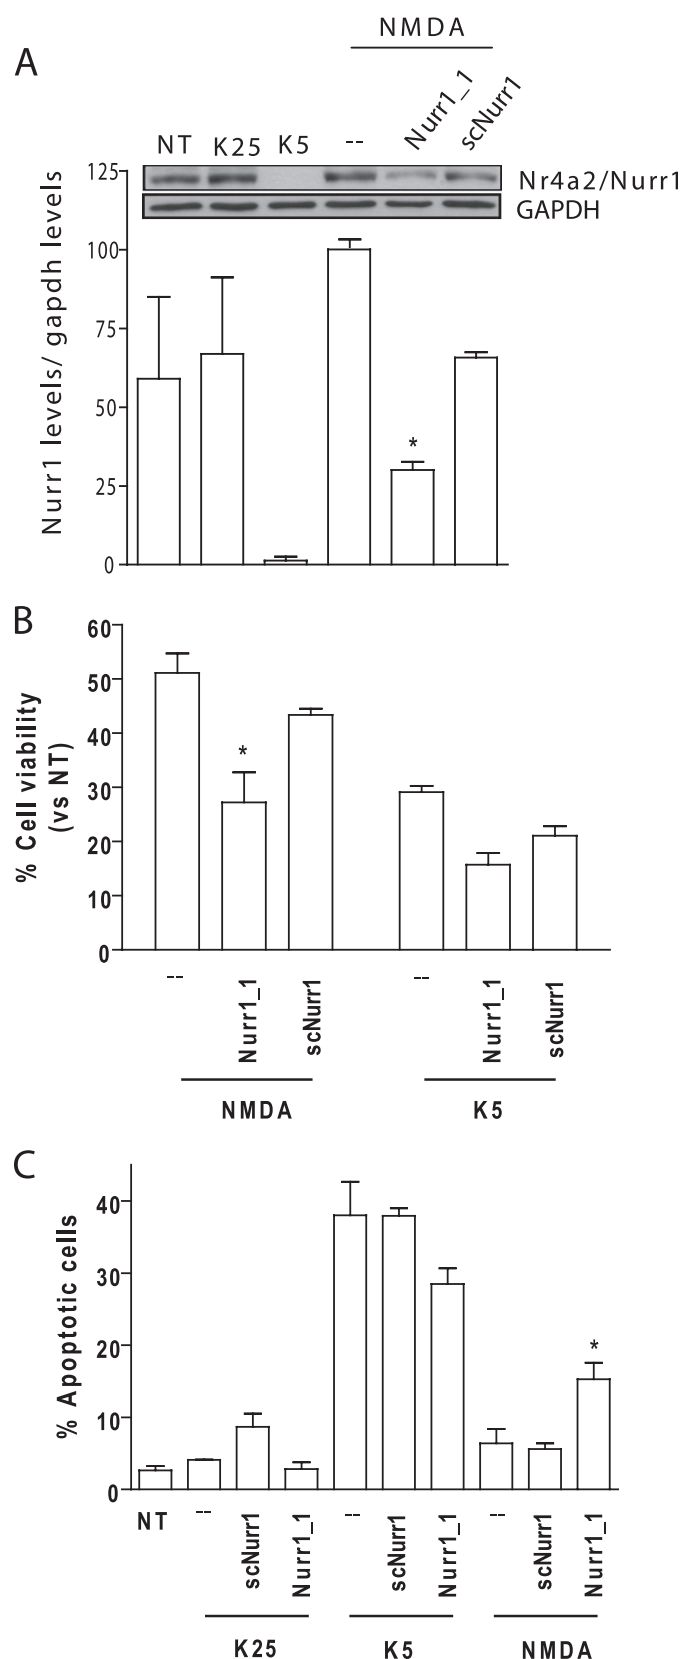 A
NMDA
NT K25 K5 -- Nurr1_1 scNurr1
Nr4a2/Nurr1
GAPDH
Nurr1 levels/ gapdh levels
125
100
75
50
25
0
*
B
% Cell viability
(vs NT)
60
50
40
30
20
10
0
*
-- Nurr1_1 scNurr1 -- Nurr1_1 scNurr1
NMDA K5
C
% Apoptotic cells
40
30
20
10
0
*
NT -- scNurr1 Nurr1_1 -- scNurr1 Nurr1_1 -- scNurr1 Nurr1_1
K25 K5 NMDA